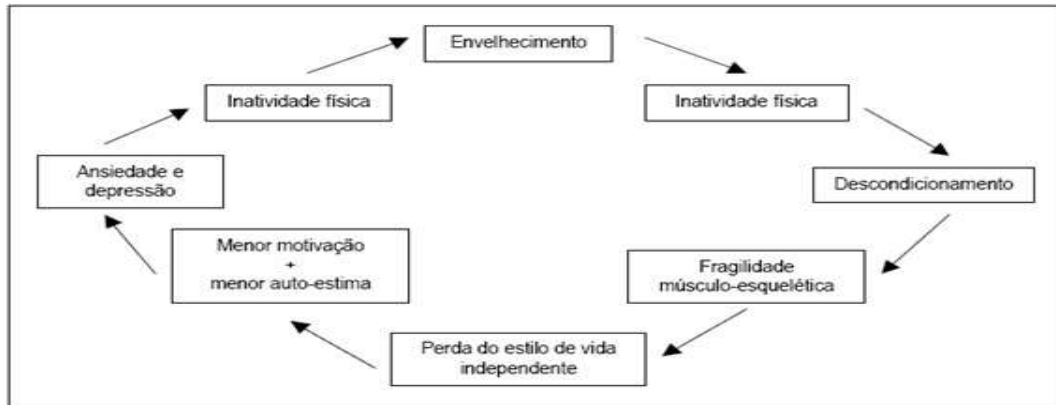 Envelhecimento
Inatividade física
Descondicionamento
Fragilidade
músculo-esquelética
Perda do estilo de vida
independente
Menor motivação
+
menor auto-estima
Ansiedade e
depressão
Inatividade física